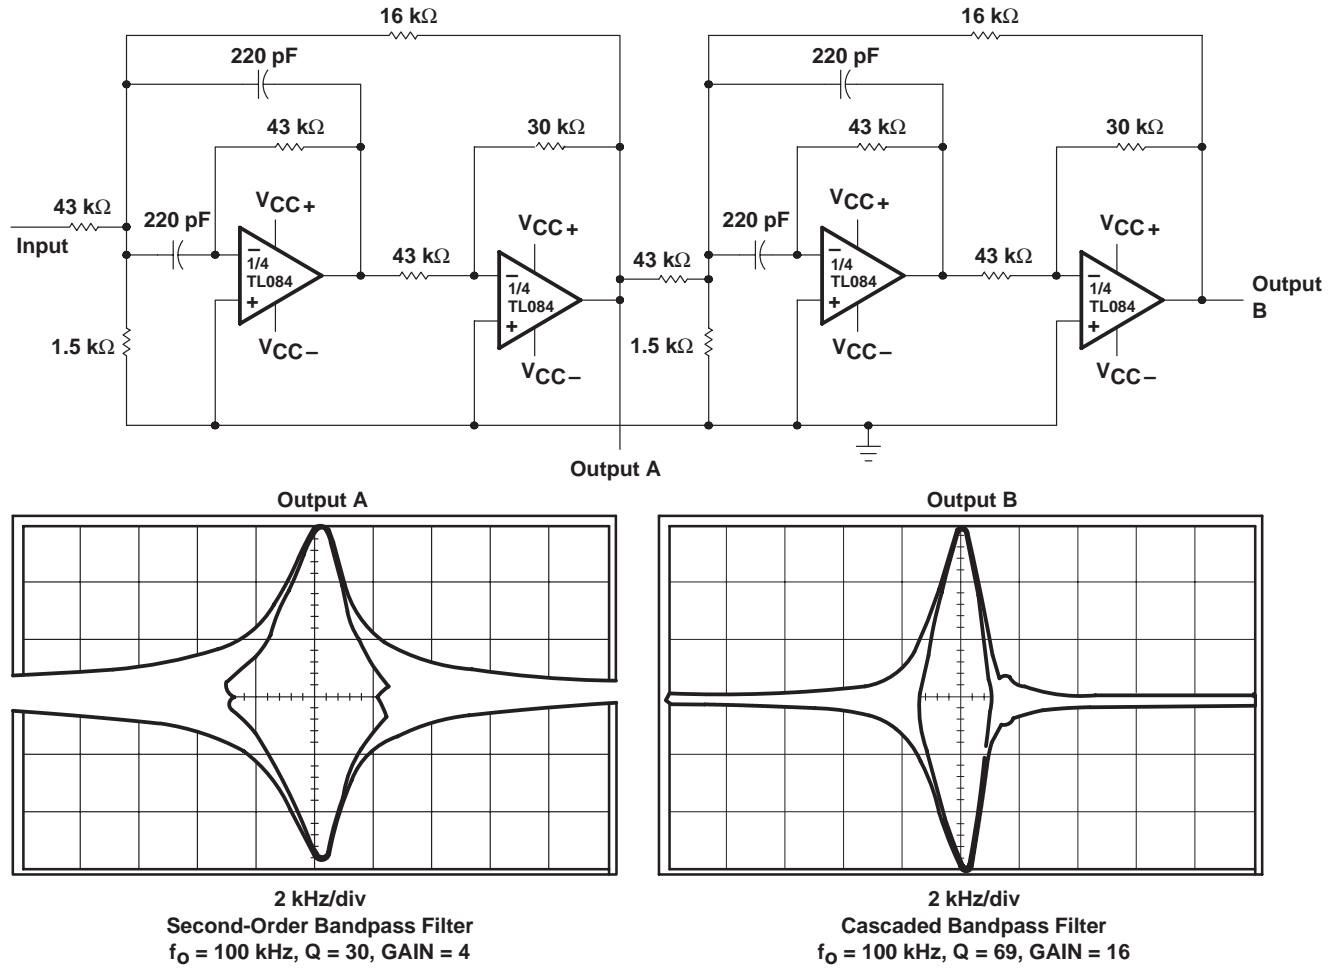 16 kΩ
16 kΩ
220 pF
220 pF
43 kΩ
30 kΩ
43 kΩ
30 kΩ
43 kΩ
Input
220 pF
VCC+
−
1/4
TL084
+
VCC−
1.5 kΩ
43 kΩ
VCC+
−
1/4
TL084
+
VCC−
43 kΩ
1.5 kΩ
220 pF
VCC+
−
1/4
TL084
+
VCC−
43 kΩ
VCC+
−
1/4
TL084
+
VCC−
Output
B
Output A
Output A
Output B
2 kHz/div
Second-Order Bandpass Filter
fo = 100 kHz, Q = 30, GAIN = 4
2 kHz/div
Cascaded Bandpass Filter
fo = 100 kHz, Q = 69, GAIN = 16